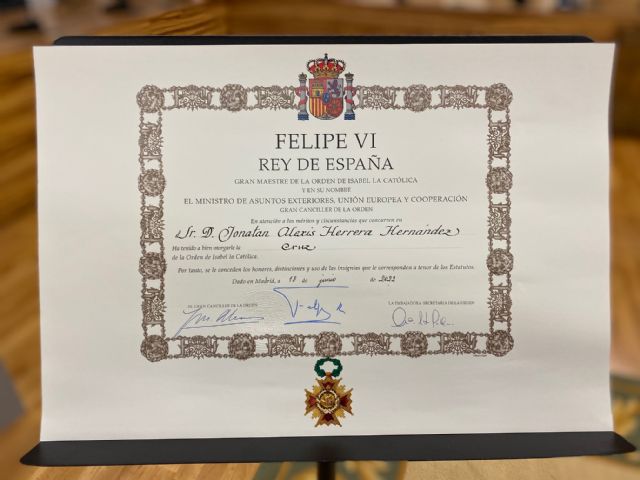 FELIPE VI
REY DE ESPAÑA
GRAN MAESTRE DE LA ORDEN DE ISABEL LA CATÓLICA
Y EN SU NOMBRE
EL MINISTRO DE ASUNTOS EXTERIORES, UNIÓN EUROPEA Y COOPERACIÓN
GRAN CANCILLER DE LA ORDEN
En atención a los méritos y circunstancias que concurren en
Sr. D. Jonatan Alexis Herrera Hernández
Ha tenido a bien otorgarle la Cruz
de la Orden de Isabel la Católica.
Por tanto, se le conceden los honores, distinciones y uso de las insignias que le corresponden a tenor de los Estatutos.
Dado en Madrid, a 18 de junio de 2022
EL GRAN CANCILLER DE LA ORDEN
LA EMBAJADORA SECRETARIA DE LA ORDEN